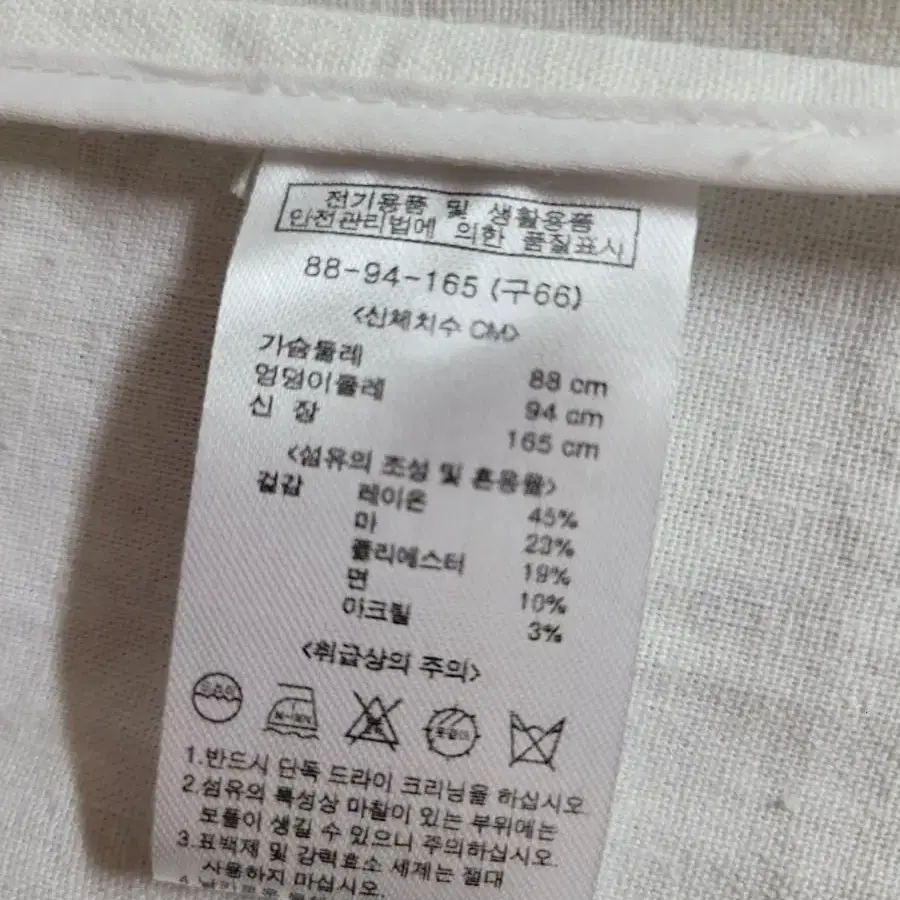 전기용품 및 생활용품
안전관리법에 의한 품질표시
88-94-165 (구66)
<신체치수 CM>
가슴둘레 88 cm
엉덩이둘레 94 cm
신 장 165 cm
<섬유의 조성 및 혼용율>
겉감 레이온 45%
마 23%
폴리에스터 19%
면 10%
아크릴 3%
<취급상의 주의>
드라이
옷걸이
1.반드시 단독 드라이 크리닝을 하십시오
2.섬유의 특성상 마찰이 있는 부위에는
보풀이 생길 수 있으니 주의하십시오.
3.표백제 및 강력효소 세제는 절대
사용하지 마십시오.